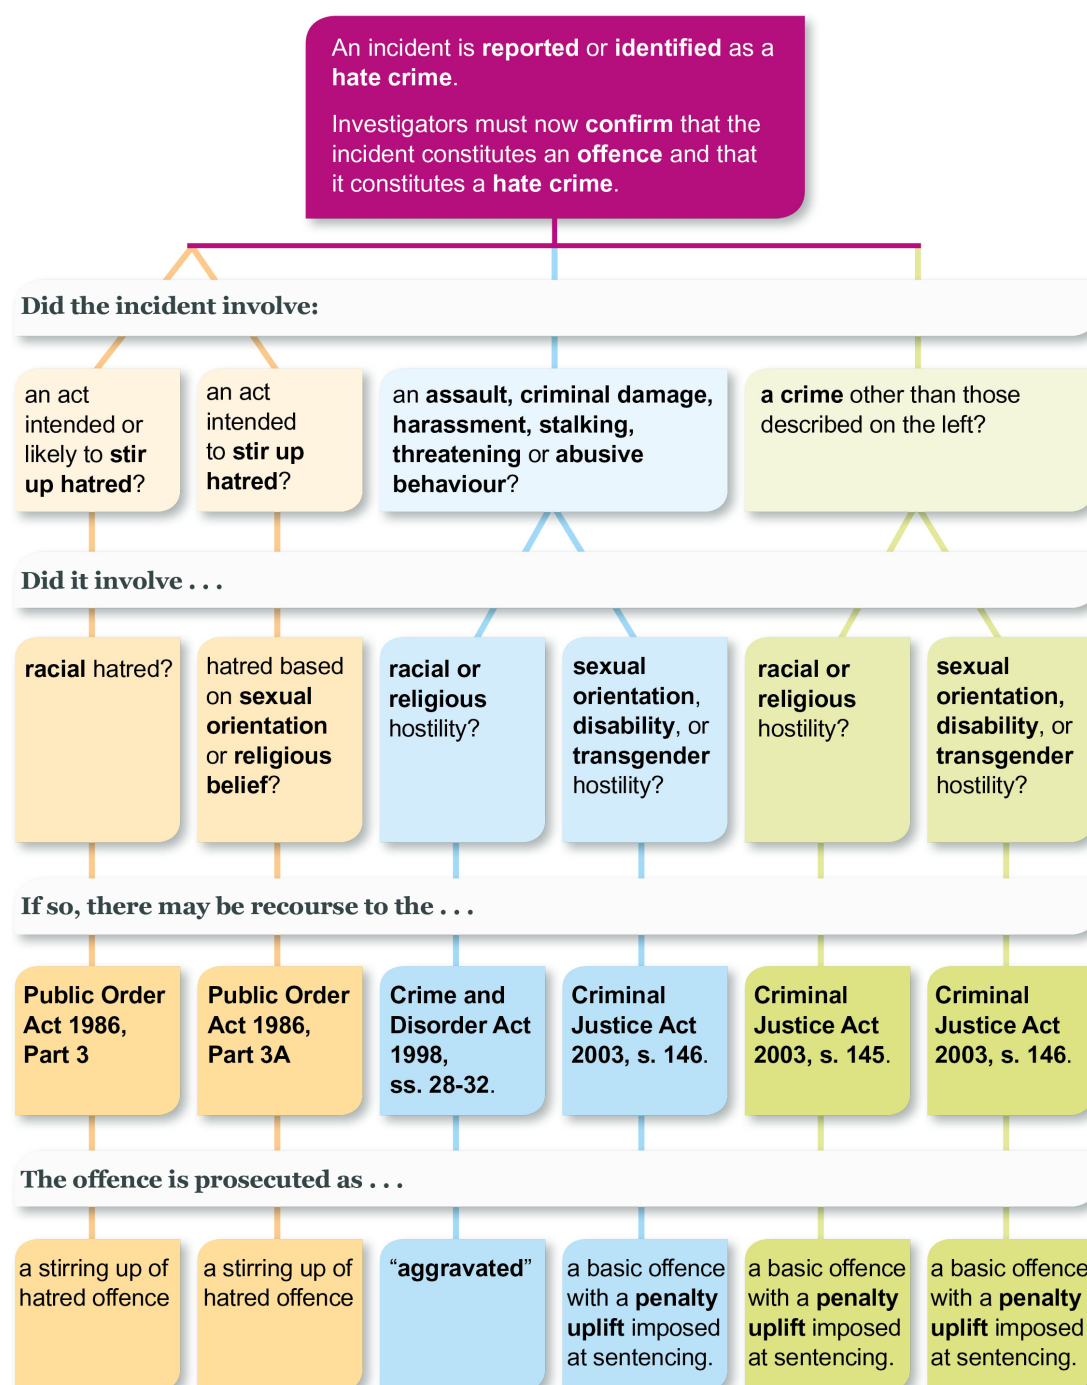 An incident is reported or identified as a
hate crime.
Investigators must now confirm that the
incident constitutes an offence and that
it constitutes a hate crime.
Did the incident involve:
an act
intended or
likely to stir
up hatred?
an act
intended
to stir up
hatred?
an assault, criminal damage,
harassment, stalking,
threatening or abusive
behaviour?
a crime other than those
described on the left?
Did it involve . . .
racial hatred?
hatred based
on sexual
orientation
or religious
belief?
racial or
religious
hostility?
sexual
orientation,
disability, or
transgender
hostility?
racial or
religious
hostility?
sexual
orientation,
disability, or
transgender
hostility?
If so, there may be recourse to the . . .
Public Order
Act 1986,
Part 3
Public Order
Act 1986,
Part 3A
Crime and
Disorder Act
1998,
ss. 28-32.
Criminal
Justice Act
2003, s. 146.
Criminal
Justice Act
2003, s. 145.
Criminal
Justice Act
2003, s. 146.
The offence is prosecuted as . . .
a stirring up of
hatred offence
a stirring up of
hatred offence
“aggravated”
a basic offence
with a penalty
uplift imposed
at sentencing.
a basic offence
with a penalty
uplift imposed
at sentencing.
a basic offence
with a penalty
uplift imposed
at sentencing.